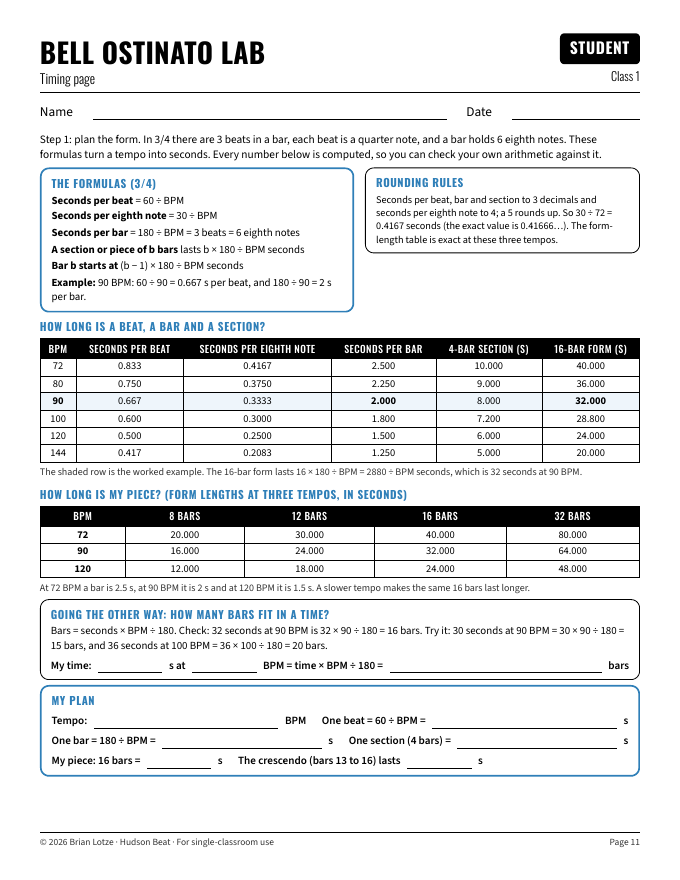 BELL OSTINATO LAB
STUDENT
Timing page
Class 1
Name
Date
Step 1: plan the form. In 3/4 there are 3 beats in a bar, each beat is a quarter note, and a bar holds 6 eighth notes. These
formulas turn a tempo into seconds. Every number below is computed, so you can check your own arithmetic against it.
THE FORMULAS (3/4)
Seconds per beat = 60 ÷ BPM
Seconds per eighth note = 30 ÷ BPM
Seconds per bar = 180 ÷ BPM = 3 beats = 6 eighth notes
A section or piece of b bars lasts b × 180 ÷ BPM seconds
Bar b starts at (b − 1) × 180 ÷ BPM seconds
Example: 90 BPM: 60 ÷ 90 = 0.667 s per beat, and 180 ÷ 90 = 2 s
per bar.
ROUNDING RULES
Seconds per beat, bar and section to 3 decimals and
seconds per eighth note to 4; a 5 rounds up. So 30 ÷ 72 =
0.4167 seconds (the exact value is 0.41666…). The form-
length table is exact at these three tempos.
HOW LONG IS A BEAT, A BAR AND A SECTION?
BPM SECONDS PER BEAT SECONDS PER EIGHTH NOTE SECONDS PER BAR 4-BAR SECTION (S) 16-BAR FORM (S)
72 0.833 0.4167 2.500 10.000 40.000
80 0.750 0.3750 2.250 9.000 36.000
90 0.667 0.3333 2.000 8.000 32.000
100 0.600 0.3000 1.800 7.200 28.800
120 0.500 0.2500 1.500 6.000 24.000
144 0.417 0.2083 1.250 5.000 20.000
The shaded row is the worked example. The 16-bar form lasts 16 × 180 ÷ BPM = 2880 ÷ BPM seconds, which is 32 seconds at 90 BPM.
HOW LONG IS MY PIECE? (FORM LENGTHS AT THREE TEMPOS, IN SECONDS)
BPM 8 BARS 12 BARS 16 BARS 32 BARS
72 20.000 30.000 40.000 80.000
90 16.000 24.000 32.000 64.000
120 12.000 18.000 24.000 48.000
At 72 BPM a bar is 2.5 s, at 90 BPM it is 2 s and at 120 BPM it is 1.5 s. A slower tempo makes the same 16 bars last longer.
GOING THE OTHER WAY: HOW MANY BARS FIT IN A TIME?
Bars = seconds × BPM ÷ 180. Check: 32 seconds at 90 BPM is 32 × 90 ÷ 180 = 16 bars. Try it: 30 seconds at 90 BPM = 30 × 90 ÷ 180 =
15 bars, and 36 seconds at 100 BPM = 36 × 100 ÷ 180 = 20 bars.
My time: s at BPM = time × BPM ÷ 180 = bars
MY PLAN
Tempo: BPM One beat = 60 ÷ BPM = s
One bar = 180 ÷ BPM = s One section (4 bars) = s
My piece: 16 bars = s The crescendo (bars 13 to 16) lasts s
© 2026 Brian Lotze · Hudson Beat · For single-classroom use
Page 11